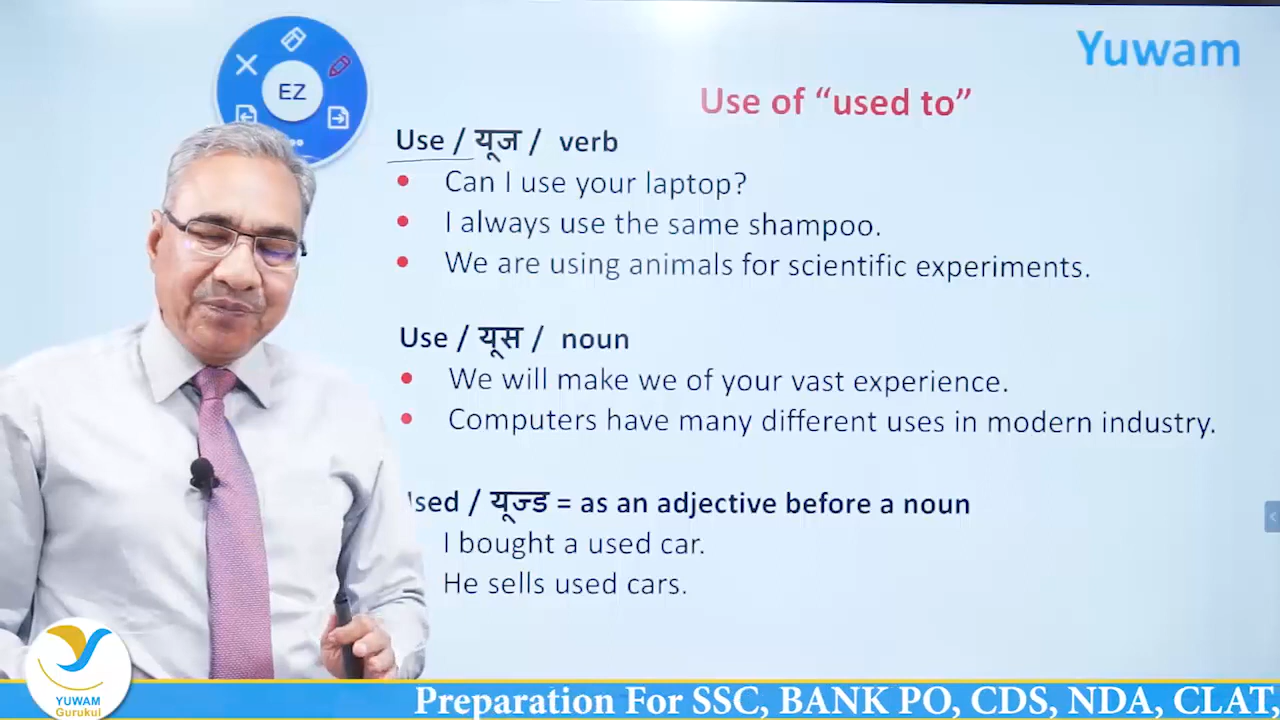 Yuwam
EZ
Use of “used to”
Use / यूज / verb
Can I use your laptop?
I always use the same shampoo.
We are using animals for scientific experiments.
Use / यूस / noun
We will make we of your vast experience.
Computers have many different uses in modern industry.
sed / यूज्ड = as an adjective before a noun
I bought a used car.
He sells used cars.
YUWAM
Gurukul
Preparation For SSC, BANK PO, CDS, NDA, CLAT,